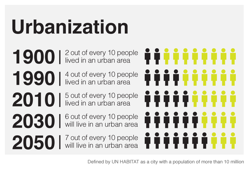 Urbanization
1900
2 out of every 10 people
lived in an urban area
1990
4 out of every 10 people
lived in an urban area
2010
5 out of every 10 people
lived in an urban area
2030
6 out of every 10 people
will live in an urban area
2050
7 out of every 10 people
will live in an urban area
Defined by UN HABITAT as a city with a population of more than 10 million